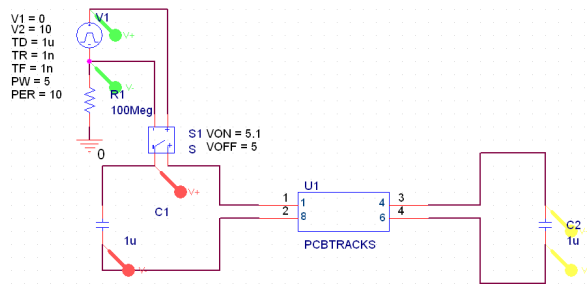 V1 = 0
V2 = 10
TD = 1u
TR = 1n
TF = 1n
PW = 5
PER = 10
V1
V+
V-
R1
100Meg
0
S1
S
VON = 5.1
VOFF = 5
V+
C1
1u
V-
U1
1
2
1
8
4
6
3
4
PCBTRACKS
C2
1u